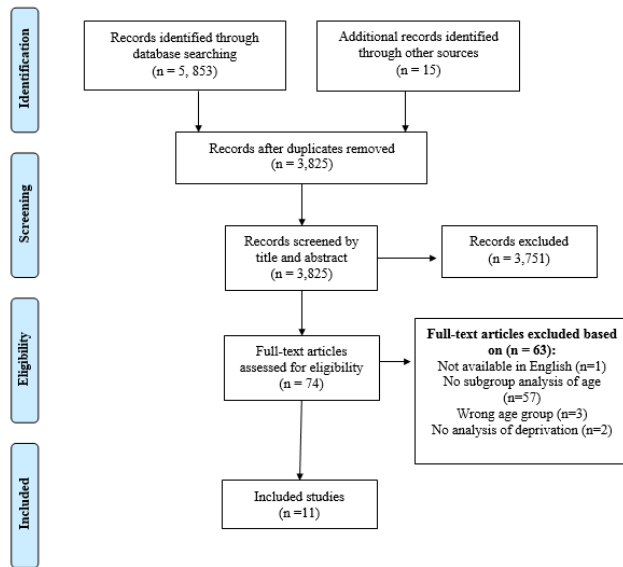 Identification
Records identified through
database searching
(n = 5, 853)
Additional records identified
through other sources
(n = 15)
Records after duplicates removed
(n = 3,825)
Screening
Records screened by
title and abstract
(n = 3,825)
Records excluded
(n = 3,751)
Eligibility
Full-text articles
assessed for eligibility
(n = 74)
Full-text articles excluded based
on (n = 63):
Not available in English (n=1)
No subgroup analysis of age
(n=57)
Wrong age group (n=3)
No analysis of deprivation (n=2)
Included
Included studies
(n =11)